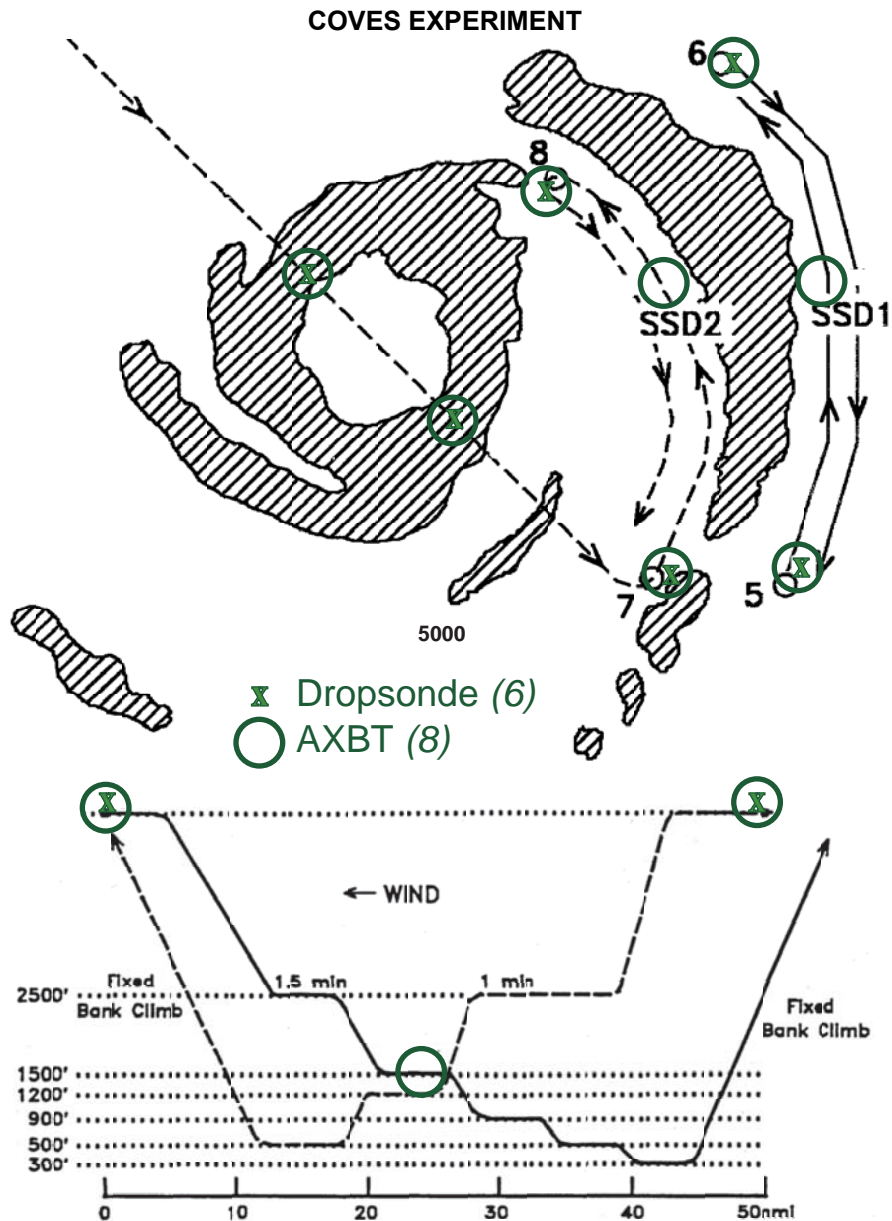 COVES EXPERIMENT
6
8
SSD2
SSD1
7
5
5000
X Dropsonde (6)
AXBT (8)
X
X
← WIND
Fixed
Bank Climb
1.5 min
1 min
Fixed
Bank Climb
2500'
1500'
1200'
900'
500'
300'
0 10 20 30 40 50nmi